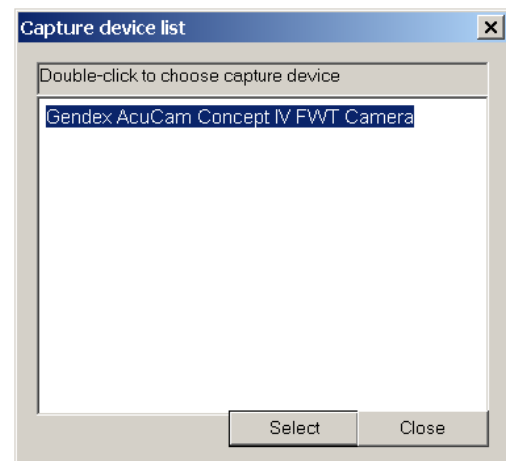 Capture device list
Double-click to choose capture device
Gendex AcuCam Concept IV FWT Camera
Select
Close